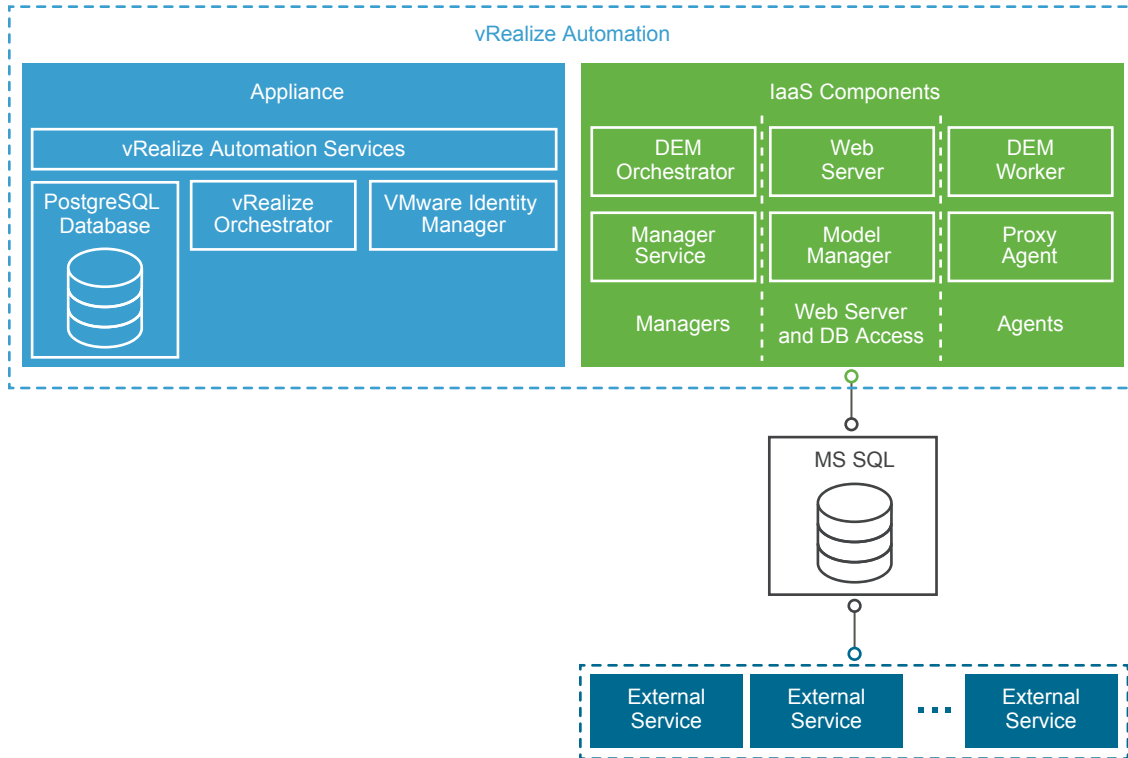 vRealize Automation
Appliance
vRealize Automation Services
PostgreSQL
Database
vRealize
Orchestrator
VMware Identity
Manager
IaaS Components
DEM
Orchestrator
Web
Server
DEM
Worker
Manager
Service
Model
Manager
Proxy
Agent
Managers
Web Server
and DB Access
Agents
MS SQL
External
Service
External
Service
External
Service